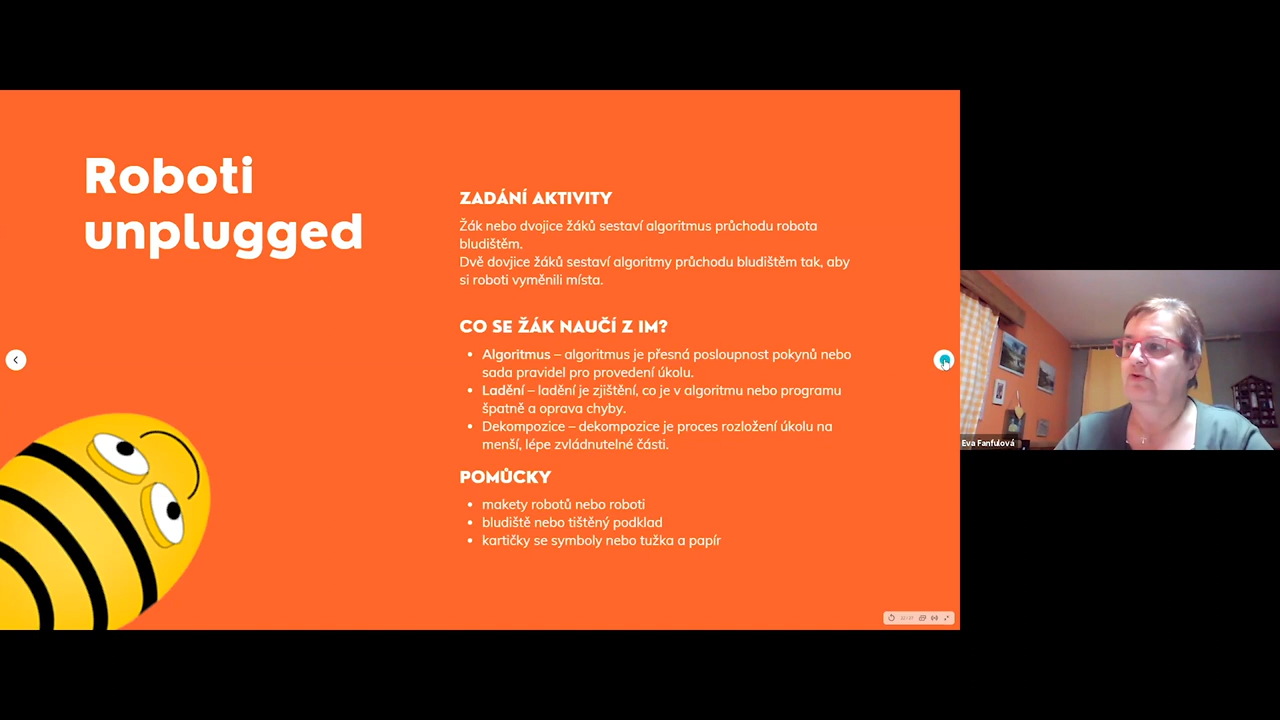 Roboti
unplugged
ZADÁNÍ AKTIVITY
Žák nebo dvojice žáků sestaví algoritmus průchodu robota
bludištěm.
Dvě dovjice žáků sestaví algoritmy průchodu bludištěm tak, aby
si roboti vyměnili místa.
CO SE ŽÁK NAUČÍ Z IM?
• Algoritmus – algoritmus je přesná posloupnost pokynů nebo
sada pravidel pro provedení úkolu.
• Ladění – ladění je zjištění, co je v algoritmu nebo programu
špatně a oprava chyby.
• Dekompozice – dekompozice je proces rozložení úkolu na
menší, lépe zvládnutelné části.
POMŮCKY
• makety robotů nebo roboti
• bludiště nebo tištěný podklad
• kartičky se symboly nebo tužka a papír
Eva Fanfulová